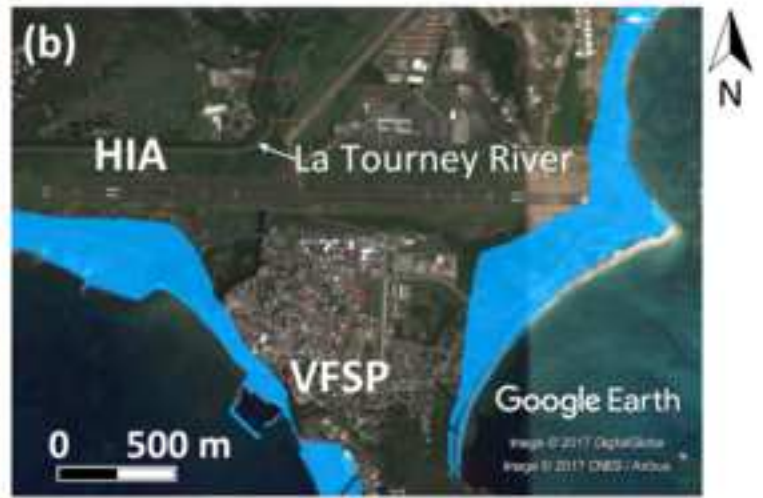 (b)
N
HIA
La Tourney River
VFSP
Google Earth
0 500 m
Image © 2017 DigitalGlobe
Image © 2017 CNES / Airbus